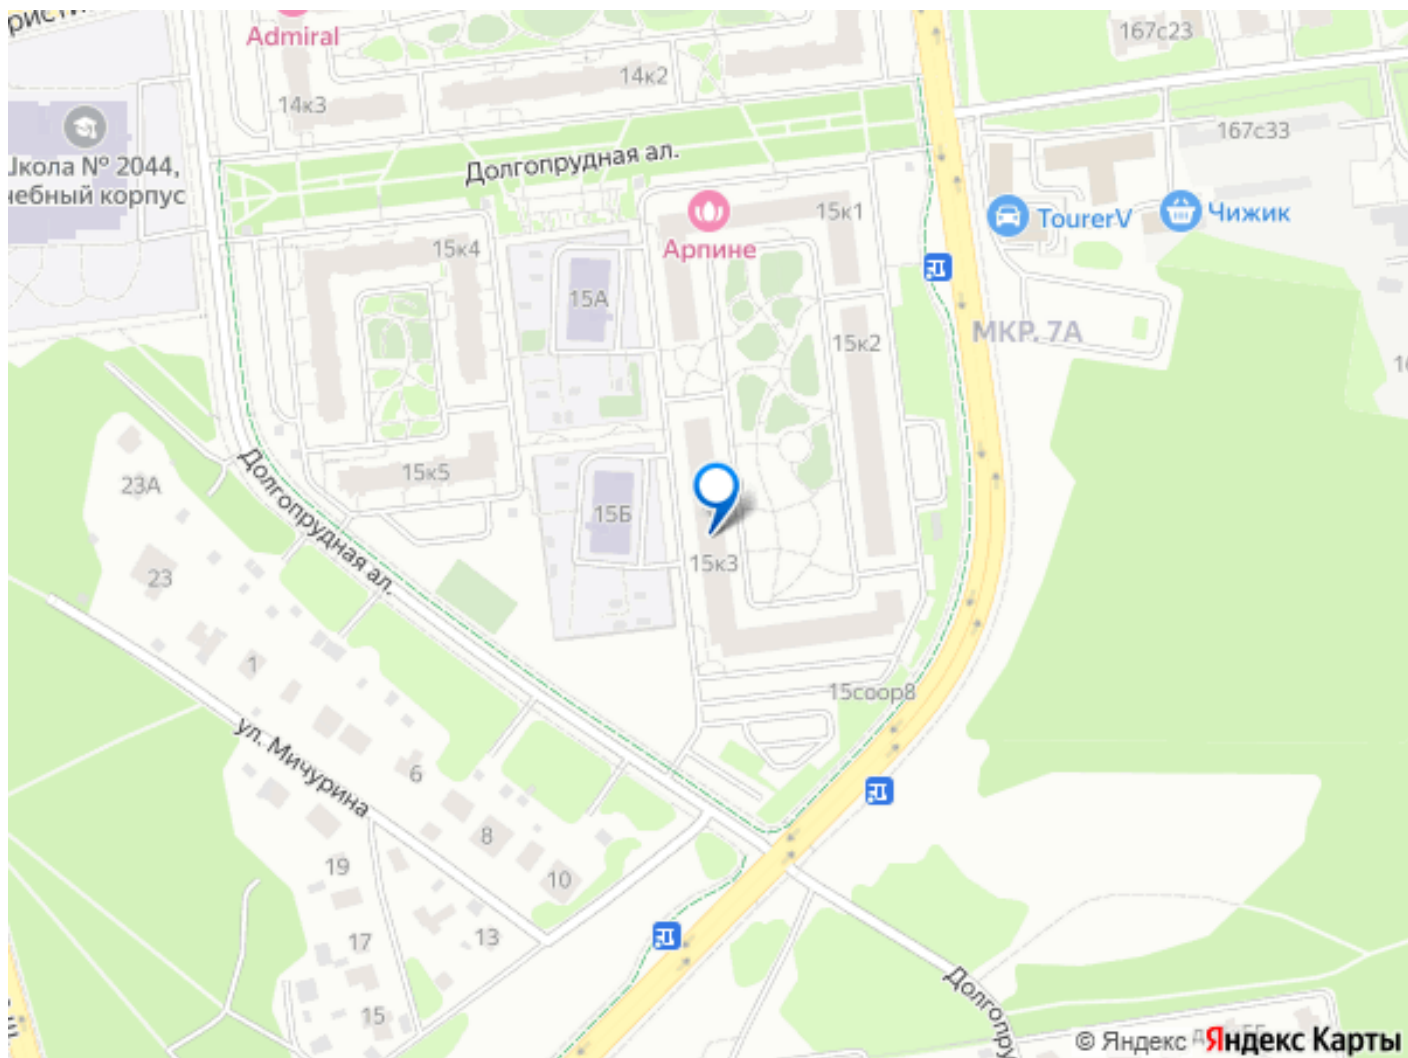 Admiral
167с23
14к2
14к3
167с33
Школа № 2044,
учебный корпус
Долгопрудная ал.
15к1
TourerV
Чижик
Арпине
15к4
15А
15к2
МКР. 7А
15к5
23А
15Б
Долгопрудная ал.
15к3
23
1
15соор8
ул. Мичурина
6
8
19
10
13
17
15
Долгопру
© Яндекс
Яндекс Карты